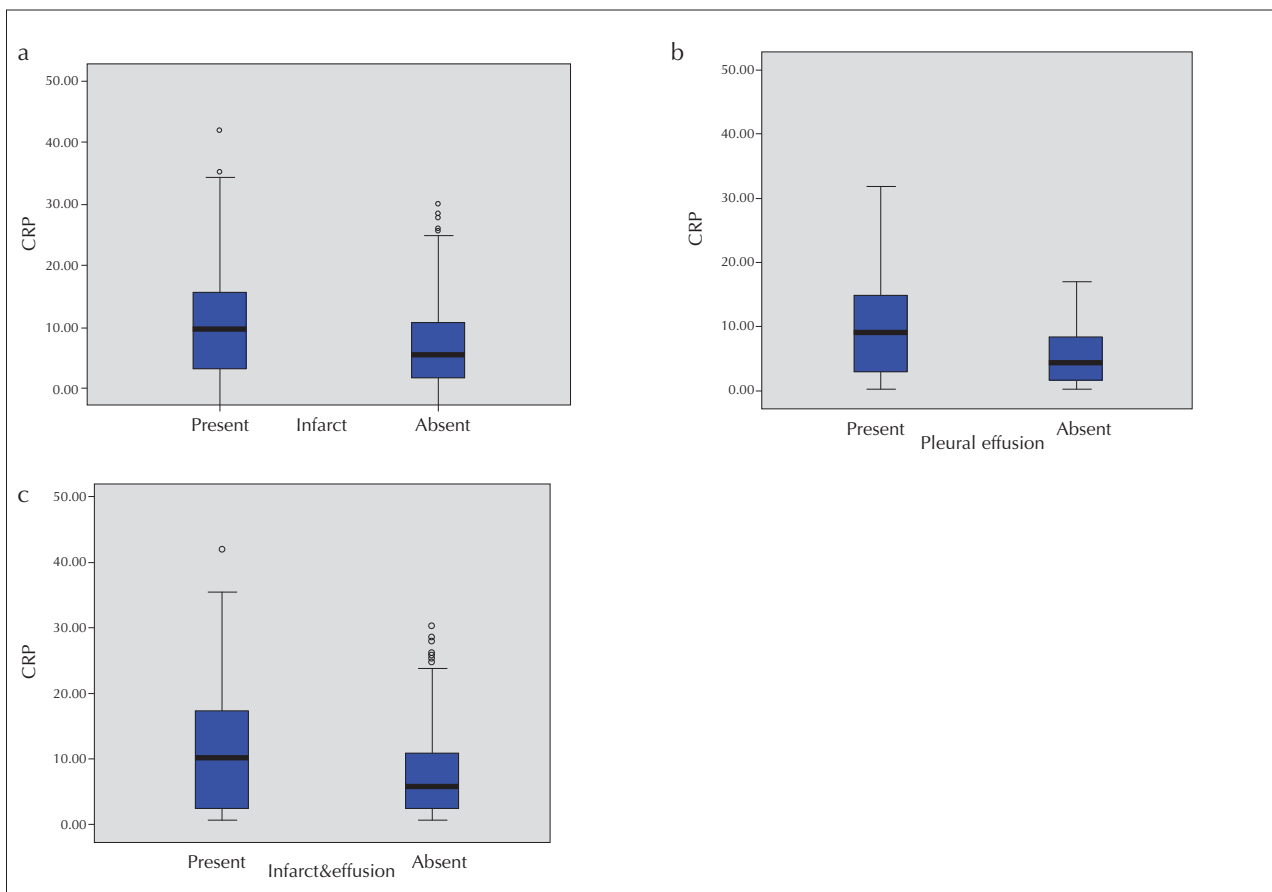 a
50.00
40.00
30.00
20.00
10.00
0.00
CRP
Present Infarct Absent
b
50.00
40.00
30.00
20.00
10.00
0.00
CRP
Present Absent
Pleural effusion
c
50.00
40.00
30.00
20.00
10.00
0.00
CRP
Present Absent
Infarct&effusion